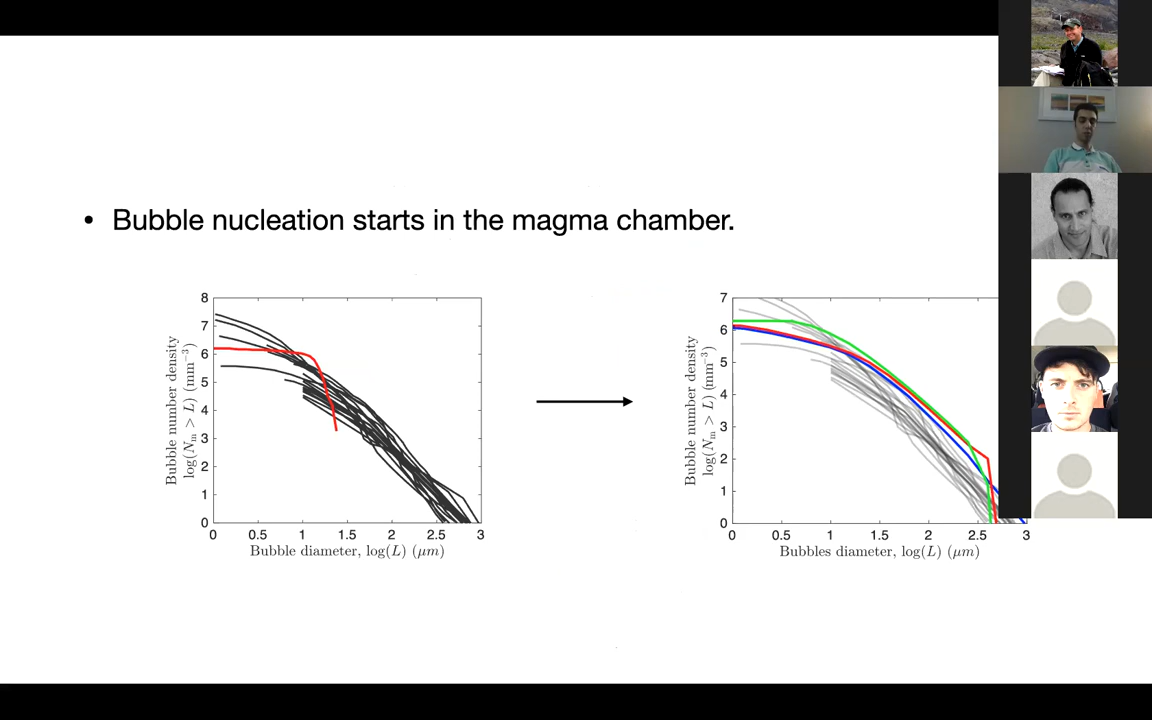 • Bubble nucleation starts in the magma chamber.
8
7
6
5
4
3
2
1
0
Bubble number density
log(Nₘ > L) (mm⁻³)
0 0.5 1 1.5 2 2.5 3
Bubble diameter, log(L) (μm)
7
6
5
4
3
2
1
0
Bubble number density
log(Nₘ > L) (mm⁻³)
0 0.5 1 1.5 2 2.5 3
Bubbles diameter, log(L) (μm)